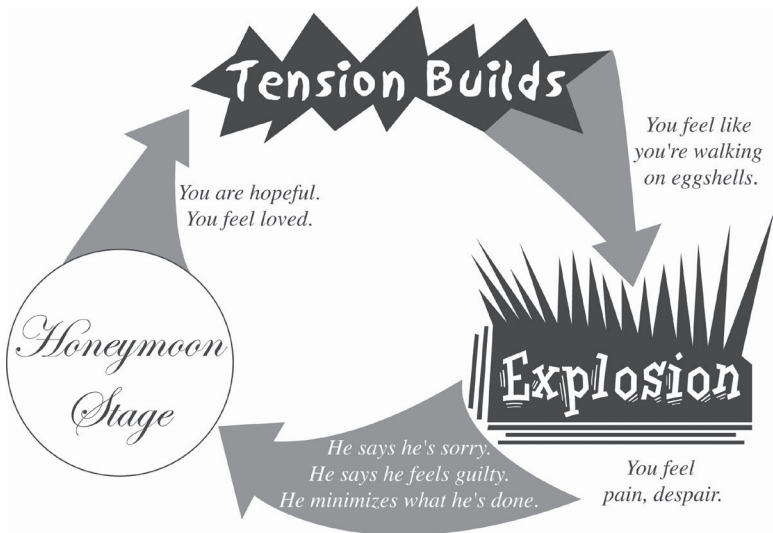 Tension Builds
You feel like
you're walking
on eggshells.
Explosion
You feel
pain, despair.
He says he's sorry.
He says he feels guilty.
He minimizes what he's done.
Honeymoon
Stage
You are hopeful.
You feel loved.